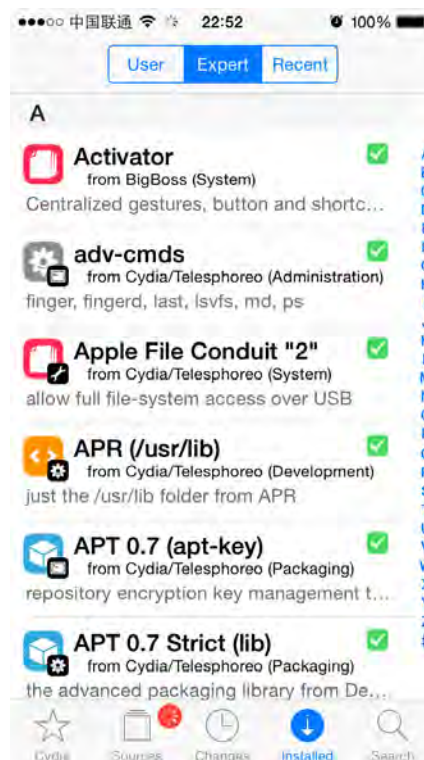 中国联通 22:52 100%
User Expert Recent
A
Activator
from BigBoss (System)
Centralized gestures, button and shortc...
adv-cmds
from Cydia/Telesphoreo (Administration)
finger, fingerd, last, lsvfs, md, ps
Apple File Conduit "2"
from Cydia/Telesphoreo (System)
allow full file-system access over USB
APR (/usr/lib)
from Cydia/Telesphoreo (Development)
just the /usr/lib folder from APR
APT 0.7 (apt-key)
from Cydia/Telesphoreo (Packaging)
repository encryption key management t...
APT 0.7 Strict (lib)
from Cydia/Telesphoreo (Packaging)
the advanced packaging library from De...
Cydia Sources Changes Installed Search